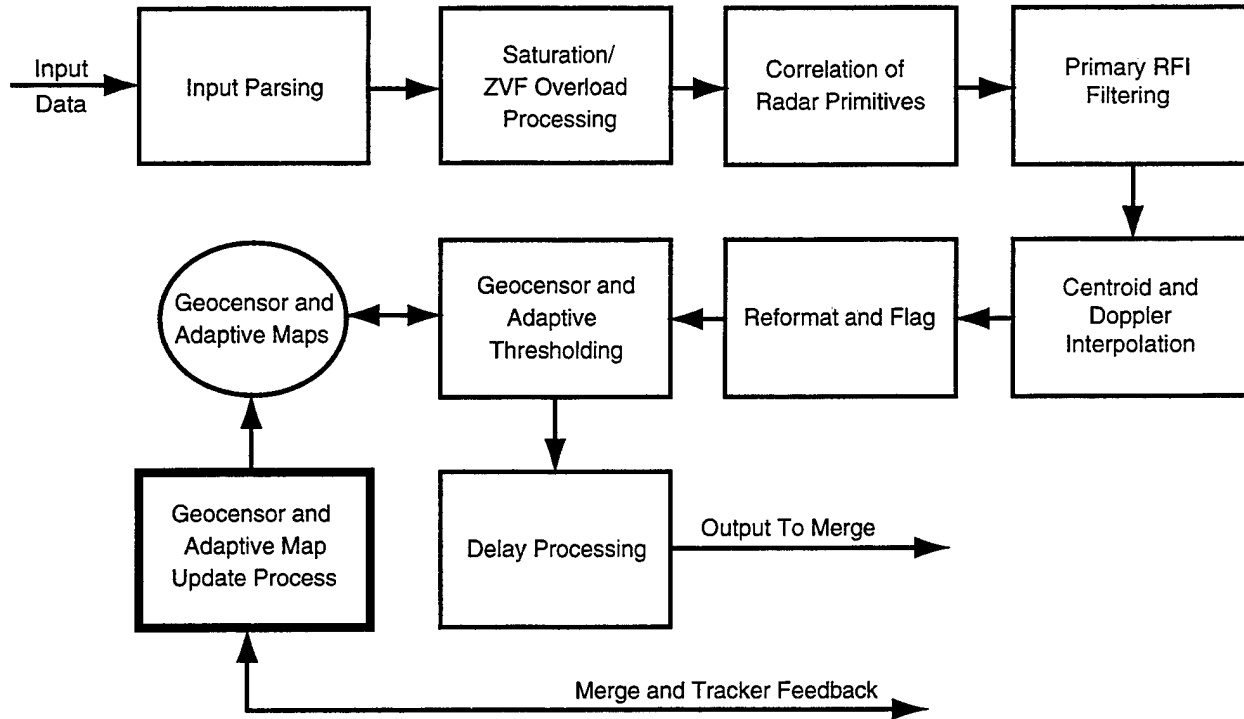 Input
Data
Input Parsing
Saturation/
ZVF Overload
Processing
Correlation of
Radar Primitives
Primary RFI
Filtering
Geocensor and
Adaptive Maps
Geocensor and
Adaptive
Thresholding
Reformat and Flag
Centroid and
Doppler
Interpolation
Geocensor and
Adaptive Map
Update Process
Delay Processing
Output To Merge
Merge and Tracker Feedback